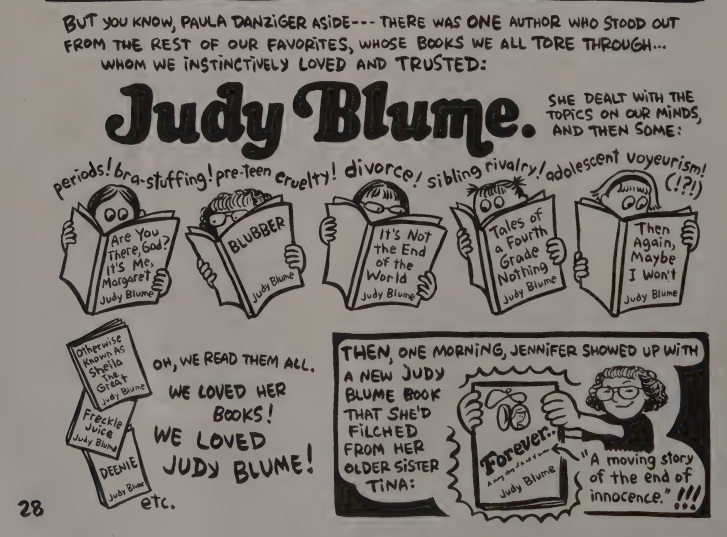 BUT YOU KNOW, PAULA DANZIGER ASIDE--- THERE WAS ONE AUTHOR WHO STOOD OUT
FROM THE REST OF OUR FAVORITES, WHOSE BOOKS WE ALL TORE THROUGH...
WHOM WE INSTINCTIVELY LOVED AND TRUSTED:
Judy Blume.
SHE DEALT WITH THE
TOPICS ON OUR MINDS,
AND THEN SOME:
periods! bra-stuffing! pre-teen cruelty! divorce! sibling rivalry! adolescent voyeurism!
(!?!)
Are You
There, God?
It's Me,
Margaret
Judy Blume
BLUBBER
Judy Blume
It's Not
the End
of the
World
Judy Blume
Tales of
a Fourth
Grade
Nothing
Judy Blume
Then
Again,
Maybe
I Won't
Judy Blume
Otherwise
Known As
Sheila
The
Great
Judy Blume
Freckle
Juice
Judy Blume
DEENIE
Judy Blume
etc.
OH, WE READ THEM ALL.
WE LOVED HER
BOOKS!
WE LOVED
JUDY BLUME!
THEN, ONE MORNING, JENNIFER SHOWED UP WITH
A NEW JUDY
BLUME BOOK
THAT SHE'D
FILCHED
FROM HER
OLDER SISTER
TINA:
Forever...
Judy Blume
"A moving story
of the end of
innocence." !!!
28